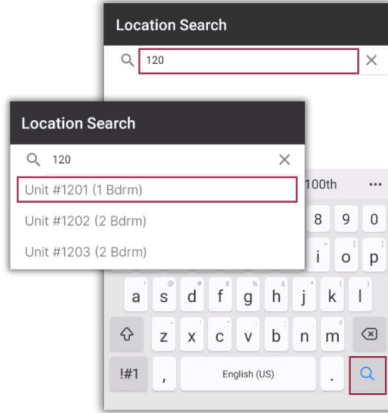 Location Search
120
Location Search
120
Unit #1201 (1 Bdrm)
Unit #1202 (2 Bdrm)
Unit #1203 (2 Bdrm)
100th
8 9 0
i o p
a s d f g h j k l
z x c v b n m
!#1 , English (US) .